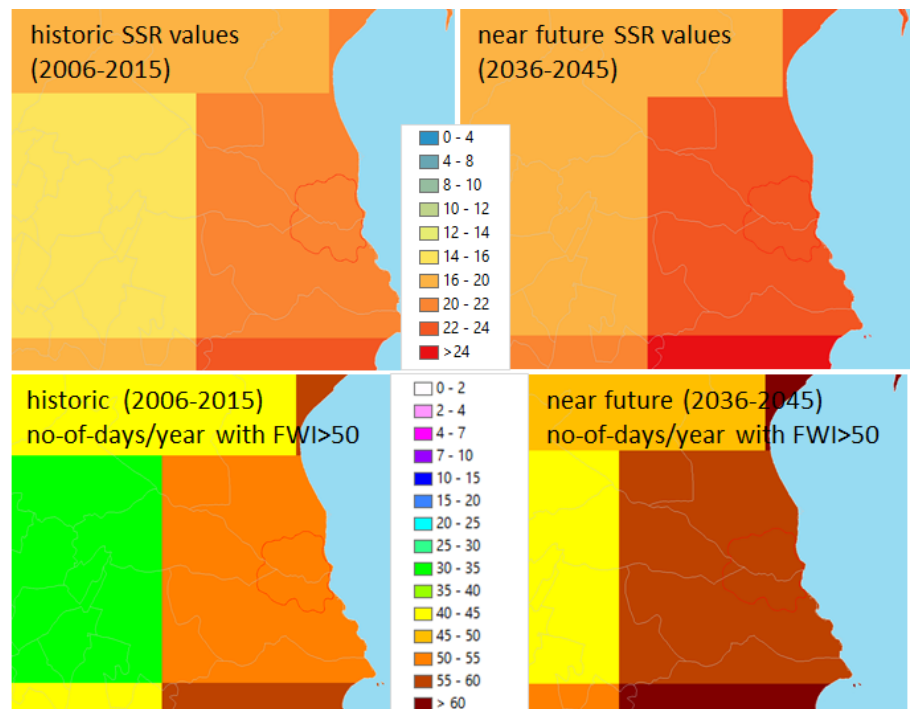 historic SSR values
(2006-2015)
near future SSR values
(2036-2045)
0 - 4
4 - 8
8 - 10
10 - 12
12 - 14
14 - 16
16 - 20
20 - 22
22 - 24
>24
historic (2006-2015)
no-of-days/year with FWI>50
near future (2036-2045)
no-of-days/year with FWI>50
0 - 2
2 - 4
4 - 7
7 - 10
10 - 15
15 - 20
20 - 25
25 - 30
30 - 35
35 - 40
40 - 45
45 - 50
50 - 55
55 - 60
> 60